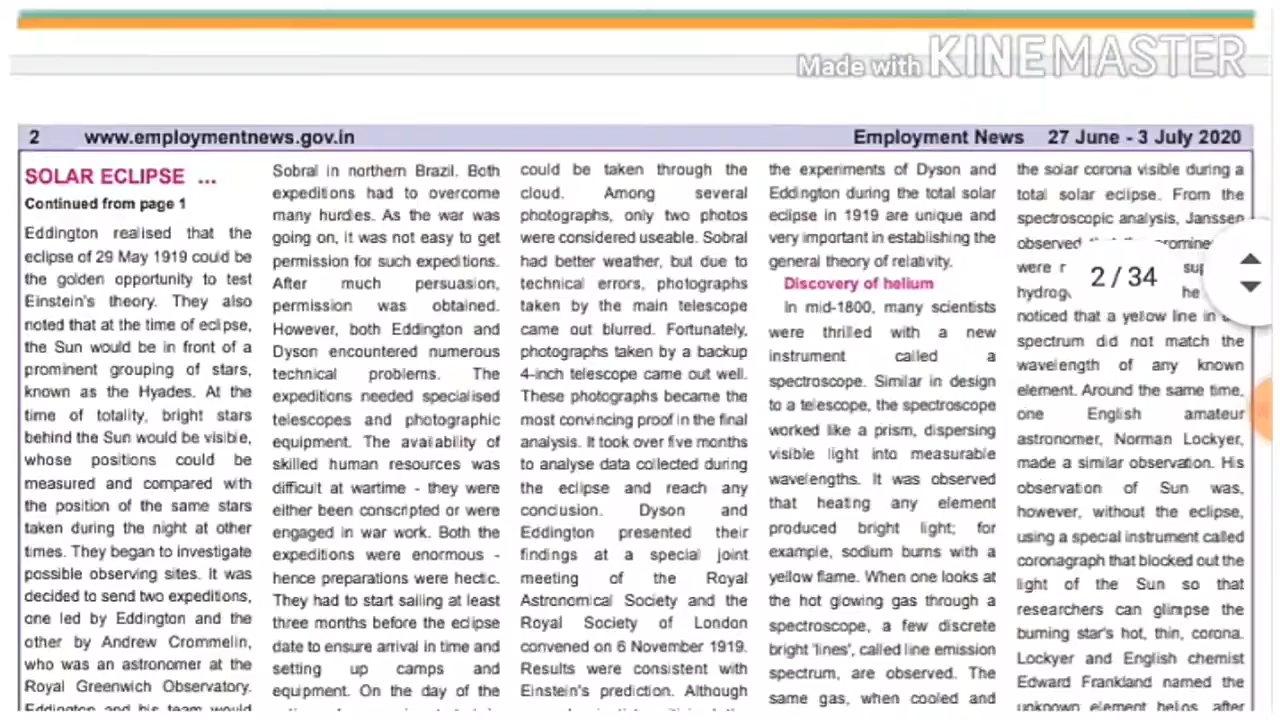 Made with KINEMASTER
2 www.employmentnews.gov.in Employment News 27 June - 3 July 2020
SOLAR ECLIPSE ...
Continued from page 1
Eddington realised that the
eclipse of 29 May 1919 could be
the golden opportunity to test
Einstein's theory. They also
noted that at the time of eclipse,
the Sun would be in front of a
prominent grouping of stars,
known as the Hyades. At the
time of totality, bright stars
behind the Sun would be visible,
whose positions could be
measured and compared with
the position of the same stars
taken during the night at other
times. They began to investigate
possible observing sites. It was
decided to send two expeditions,
one led by Eddington and the
other by Andrew Crommelin,
who was an astronomer at the
Royal Greenwich Observatory.
Eddington and his team would
Sobral in northern Brazil. Both
expeditions had to overcome
many hurdles. As the war was
going on, it was not easy to get
permission for such expeditions.
After much persuasion,
permission was obtained.
However, both Eddington and
Dyson encountered numerous
technical problems. The
expeditions needed specialised
telescopes and photographic
equipment. The availability of
skilled human resources was
difficult at wartime - they were
either been conscripted or were
engaged in war work. Both the
expeditions were enormous -
hence preparations were hectic.
They had to start sailing at least
three months before the eclipse
date to ensure arrival in time and
setting up camps and
equipment. On the day of the
could be taken through the
cloud. Among several
photographs, only two photos
were considered useable. Sobral
had better weather, but due to
technical errors, photographs
taken by the main telescope
came out blurred. Fortunately,
photographs taken by a backup
4-inch telescope came out well.
These photographs became the
most convincing proof in the final
analysis. It took over five months
to analyse data collected during
the eclipse and reach any
conclusion. Dyson and
Eddington presented their
findings at a special joint
meeting of the Royal
Astronomical Society and the
Royal Society of London
convened on 6 November 1919.
Results were consistent with
Einstein's prediction. Although
the experiments of Dyson and
Eddington during the total solar
eclipse in 1919 are unique and
very important in establishing the
general theory of relativity.
Discovery of helium
In mid-1800, many scientists
were thrilled with a new
instrument called a
spectroscope. Similar in design
to a telescope, the spectroscope
worked like a prism, dispersing
visible light into measurable
wavelengths. It was observed
that heating any element
produced bright light; for
example, sodium burns with a
yellow flame. When one looks at
the hot glowing gas through a
spectroscope, a few discrete
bright 'lines', called line emission
spectrum, are observed. The
same gas, when cooled and
the solar corona visible during a
total solar eclipse. From the
spectroscopic analysis, Janssen
observed
were
2 / 34
noticed that a yellow line in
spectrum did not match the
wavelength of any known
element. Around the same time,
one English amateur
astronomer, Norman Lockyer,
made a similar observation. His
observation of Sun was,
however, without the eclipse,
using a special instrument called
coronagraph that blocked out the
light of the Sun so that
researchers can glimpse the
burning star's hot, thin, corona.
Lockyer and English chemist
Edward Frankland named the
unknown element helios, after